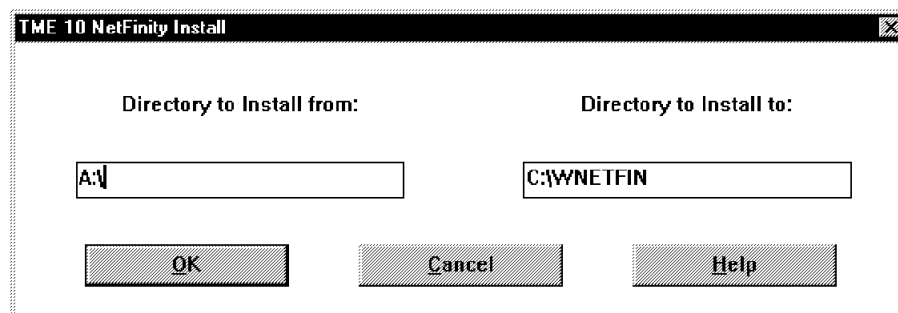 TME 10 NetFinity Install
Directory to Install from:
Directory to Install to:
A:\
C:\WNETFIN
OK
Cancel
Help